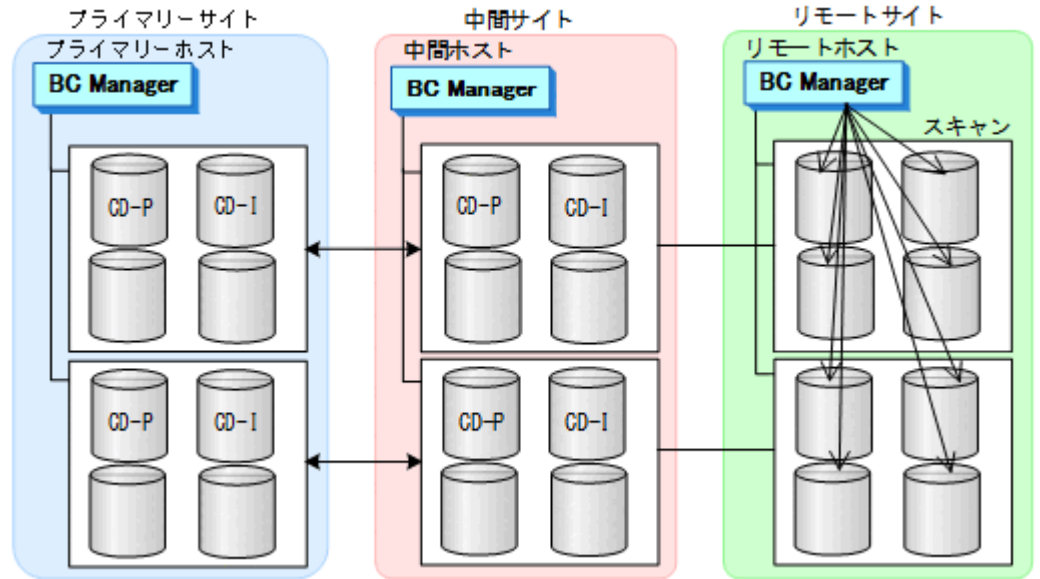 プライマリーサイト
中間サイト
リモートサイト
プライマリーホスト
中間ホスト
リモートホスト
BC Manager
BC Manager
BC Manager
スキャン
CD-P
CD-I
CD-P
CD-I
CD-P
CD-I
CD-P
CD-I